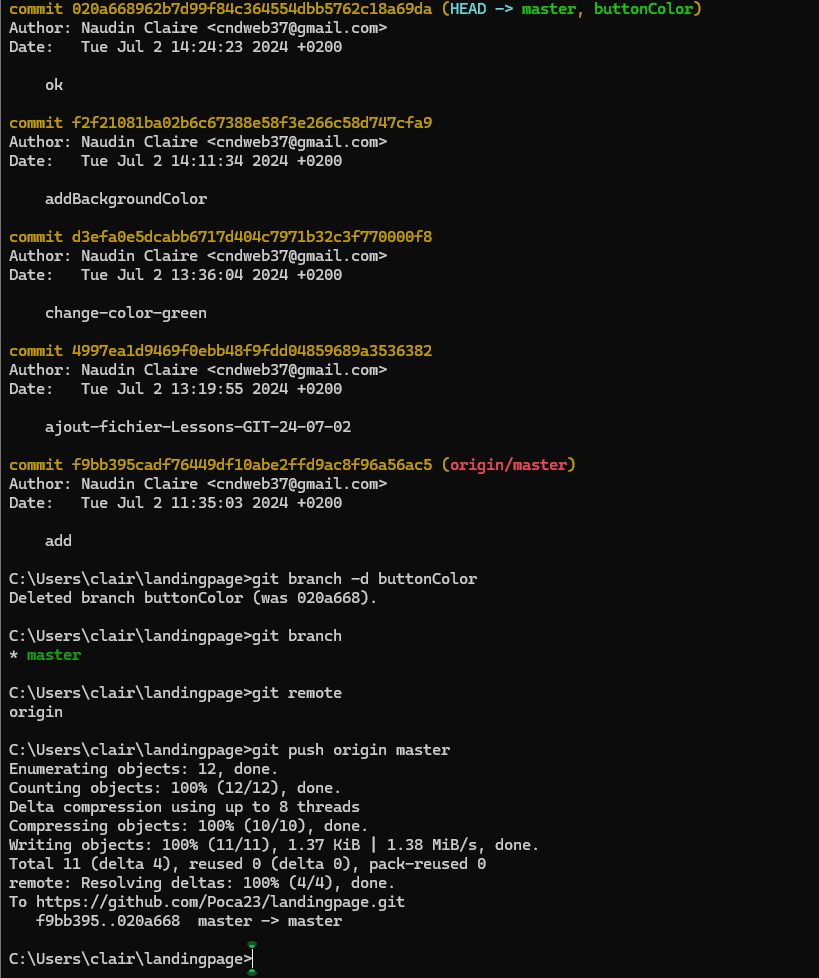 commit 020a668962b7d99f84c364554dbb5762c18a69da (HEAD -> master, buttonColor)
Author: Naudin Claire <cndweb37@gmail.com>
Date:   Tue Jul 2 14:24:23 2024 +0200
    ok
commit f2f21081ba02b6c67388e58f3e266c58d747cfa9
Author: Naudin Claire <cndweb37@gmail.com>
Date:   Tue Jul 2 14:11:34 2024 +0200
    addBackgroundColor
commit d3efa0e5dcabb6717d404c7971b32c3f770000f8
Author: Naudin Claire <cndweb37@gmail.com>
Date:   Tue Jul 2 13:36:04 2024 +0200
    change-color-green
commit 4997ea1d9469f0ebb48f9fdd04859689a3536382
Author: Naudin Claire <cndweb37@gmail.com>
Date:   Tue Jul 2 13:19:55 2024 +0200
    ajout-fichier-Lessons-GIT-24-07-02
commit f9bb395cadf76449df10abe2ffd9ac8f96a56ac5 (origin/master)
Author: Naudin Claire <cndweb37@gmail.com>
Date:   Tue Jul 2 11:35:03 2024 +0200
    add
C:\Users\clair\landingpage>git branch -d buttonColor
Deleted branch buttonColor (was 020a668).
C:\Users\clair\landingpage>git branch
* master
C:\Users\clair\landingpage>git remote
origin
C:\Users\clair\landingpage>git push origin master
Enumerating objects: 12, done.
Counting objects: 100% (12/12), done.
Delta compression using up to 8 threads
Compressing objects: 100% (10/10), done.
Writing objects: 100% (11/11), 1.37 KiB | 1.38 MiB/s, done.
Total 11 (delta 4), reused 0 (delta 0), pack-reused 0
remote: Resolving deltas: 100% (4/4), done.
To https://github.com/Poca23/landingpage.git
   f9bb395..020a668  master -> master
C:\Users\clair\landingpage>